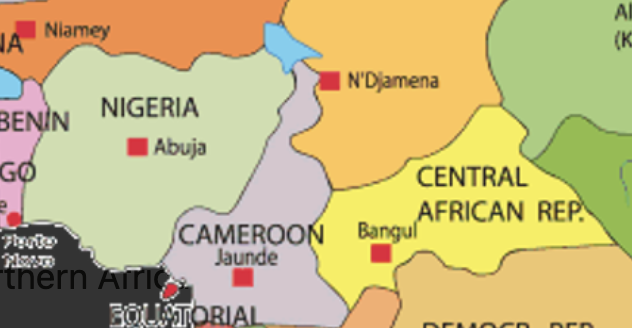 Niamey
NA
AI
(K
N'Djamena
NIGERIA
BENIN
Abuja
GO
CENTRAL
AFRICAN REP.
e
CAMEROON
Bangui
Porto
Novo
Jaunde
rthern Afric
EQUATORIAL
DEMOCR. REP.